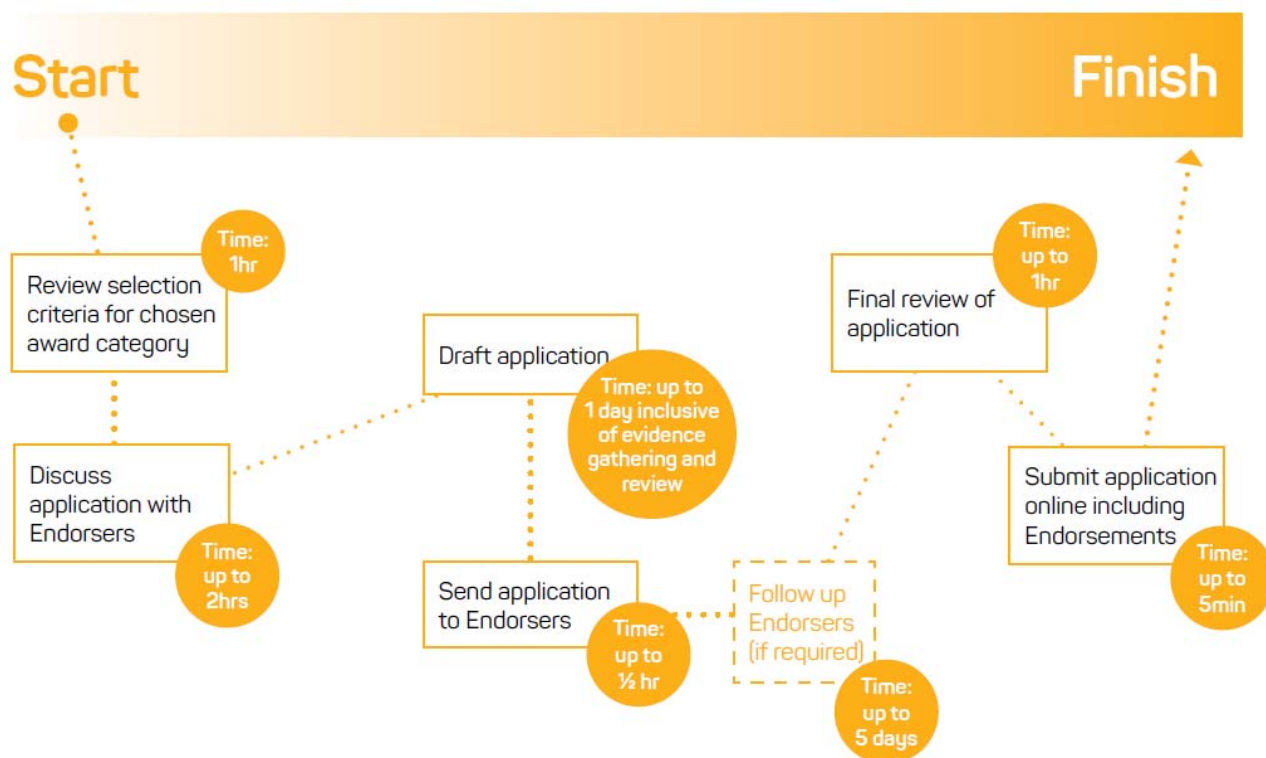 Start
Finish
Time:
1hr
Review selection
criteria for chosen
award category
Discuss
application with
Endorsers
Time:
up to
2hrs
Draft application
Time: up to
1 day inclusive
of evidence
gathering and
review
Send application
to Endorsers
Time:
up to
½ hr
Follow up
Endorsers
(if required)
Time:
up to
5 days
Time:
up to
1hr
Final review of
application
Submit application
online including
Endorsements
Time:
up to
5min